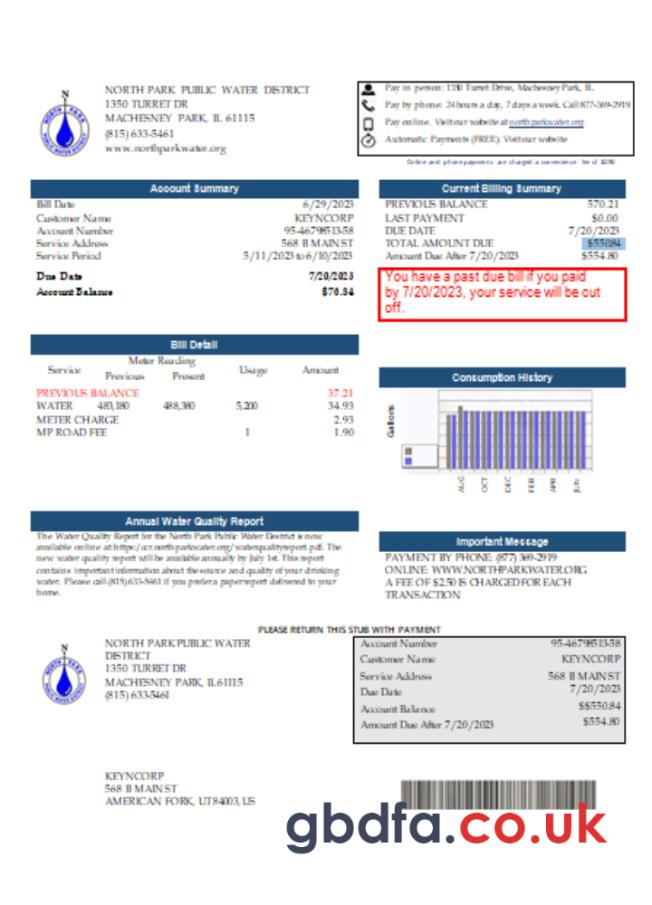 NORTH PARK PUBLIC WATER DISTRICT
1350 TURRET DR
MACHESNEY PARK, IL 61115
(815) 633-5461
www.northparkwater.org
Pay in person: 1350 Turret Drive, Machesney Park, IL
Pay by phone: 24 hours a day, 7 days a week. Call 877-369-2919
Pay online. Visit our website at northparkwater.org
Automatic Payments (FREE): Visit our website
Online and phone payments are charged a convenience fee of $2.50
Account Summary
Bill Date 6/29/2023
Customer Name KEYNCORP
Account Number 95-46798513-58
Service Address 568 B MAIN ST
Service Period 5/11/2023 to 6/10/2023
Due Date 7/20/2023
Account Balance $76.34
Current Billing Summary
PREVIOUS BALANCE 570.21
LAST PAYMENT $0.00
DUE DATE 7/20/2023
TOTAL AMOUNT DUE $550.84
Amount Due After 7/20/2023 $554.80
You have a past due bill if you paid
by 7/20/2023, your service will be cut
off.
Bill Detail
Meter Reading
Service Previous Present Usage Amount
PREVIOUS BALANCE 37.21
WATER 483,180 488,380 5,200 34.93
METER CHARGE 2.93
MP ROAD FEE 1 1.90
Consumption History
Gallons
AUG OCT DEC FEB APR JUN
Annual Water Quality Report
The Water Quality Report for the North Park Public Water District is now
available online at https://ccr.northparkwater.org/waterqualityreport.pdf. The
new water quality report will be available annually by July 1st. This report
contains important information about the source and quality of your drinking
water. Please call (815) 633-5461 if you prefer a paper report delivered to your
home.
Important Message
PAYMENT BY PHONE: (877) 369-2919
ONLINE: WWW.NORTHPARKWATER.ORG
A FEE OF $2.50 IS CHARGED FOR EACH
TRANSACTION
PLEASE RETURN THIS STUB WITH PAYMENT
NORTH PARK PUBLIC WATER
DISTRICT
1350 TURRET DR
MACHESNEY PARK, IL 61115
(815) 633-5461
Account Number 95-46798513-58
Customer Name KEYNCORP
Service Address 568 B MAIN ST
Due Date 7/20/2023
Account Balance $$550.84
Amount Due After 7/20/2023 $554.80
KEYNCORP
568 B MAIN ST
AMERICAN FORK, UT 84003, US
gbdfa.co.uk